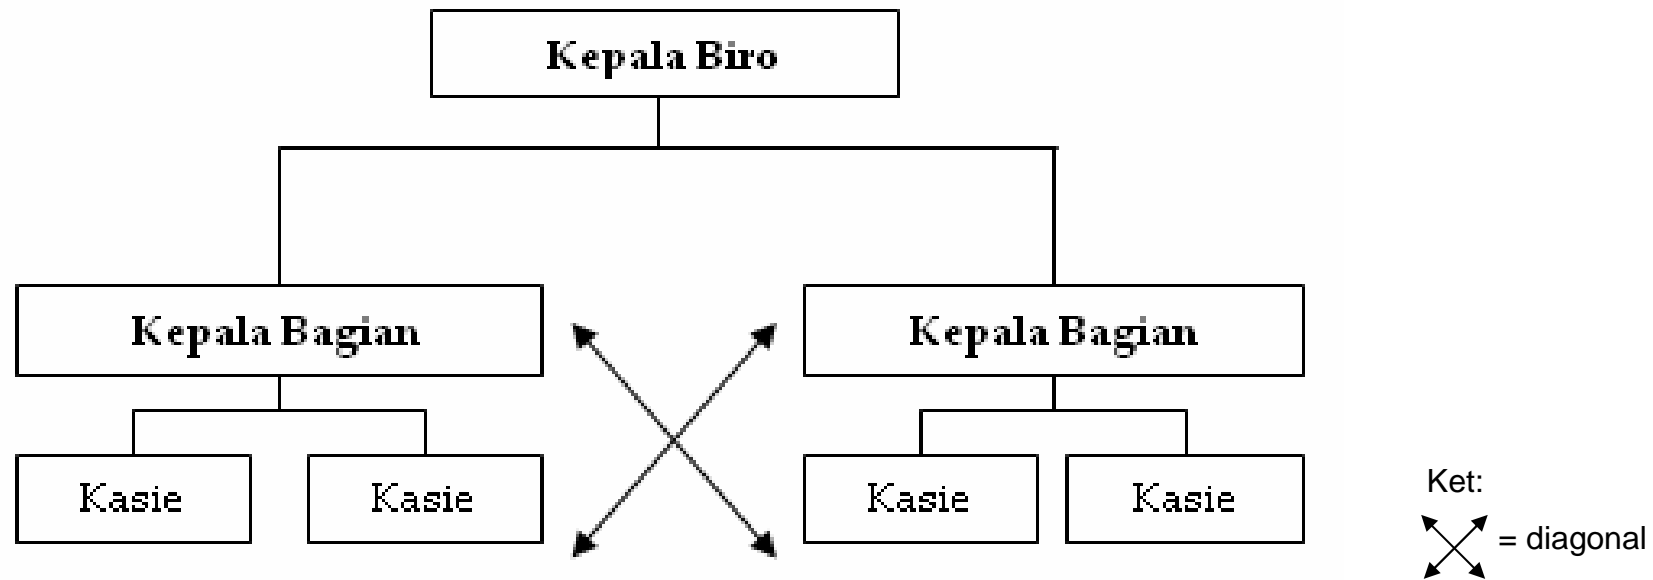 Kepala Biro
Kepala Bagian
Kepala Bagian
Kasie
Kasie
Kasie
Kasie
Ket:
= diagonal